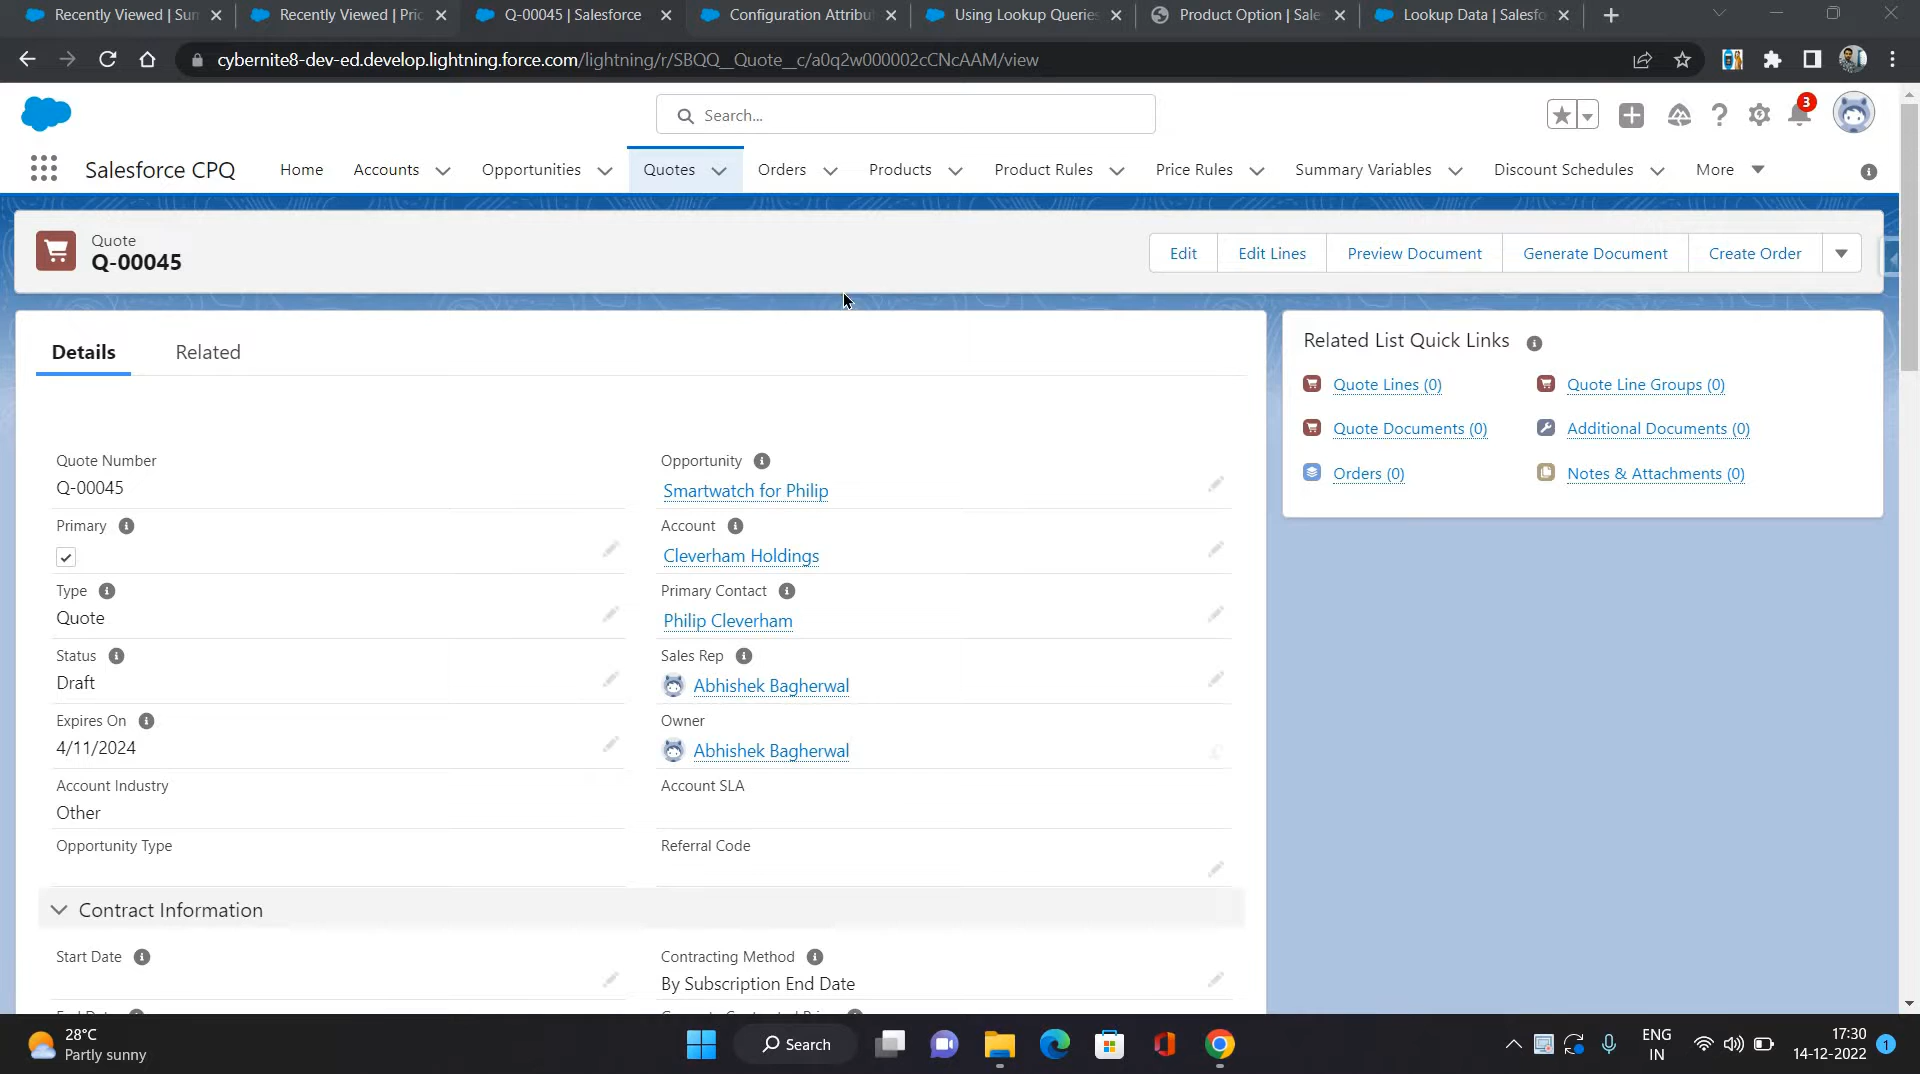 Recently Viewed | Sum
Recently Viewed | Pric
Q-00045 | Salesforce
Configuration Attribu
Using Lookup Queries
Product Option | Sale
Lookup Data | Salesfo
cybernite8-dev-ed.develop.lightning.force.com/lightning/r/SBQQ__Quote__c/a0q2w000002cCNcAAM/view
Search...
3
Salesforce CPQ
Home
Accounts
Opportunities
Quotes
Orders
Products
Product Rules
Price Rules
Summary Variables
Discount Schedules
More
Quote
Q-00045
Edit
Edit Lines
Preview Document
Generate Document
Create Order
Details
Related
Related List Quick Links
Quote Lines (0)
Quote Line Groups (0)
Quote Documents (0)
Additional Documents (0)
Orders (0)
Notes & Attachments (0)
Quote Number
Q-00045
Opportunity
Smartwatch for Philip
Primary
Account
Cleverham Holdings
Type
Quote
Primary Contact
Philip Cleverham
Status
Draft
Sales Rep
Abhishek Bagherwal
Expires On
4/11/2024
Owner
Abhishek Bagherwal
Account Industry
Other
Account SLA
Opportunity Type
Referral Code
Contract Information
Start Date
Contracting Method
By Subscription End Date
28°C
Partly sunny
Search
ENG
IN
17:30
14-12-2022
1